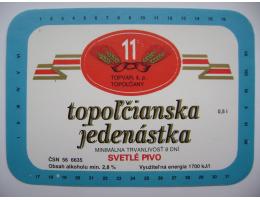 11
TOPVAR, š. p.
TOPOĽČANY
topoľčianska
0,5 l
jedenástka
MINIMÁLNA TRVANLIVOSŤ 8 DNÍ
SVETLÉ PIVO
ČSN 56 6635
Obsah alkoholu min. 2,8 % Využiteľná energia 1700 kJ/l